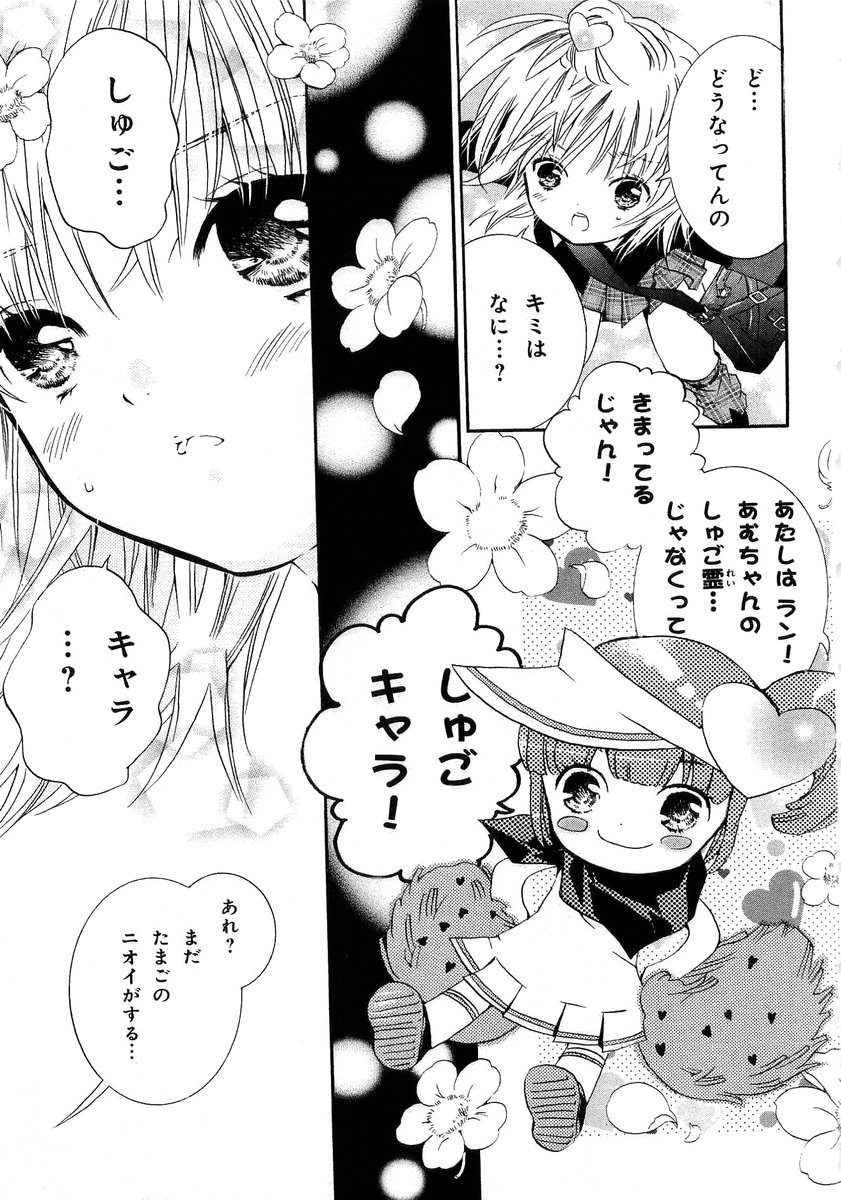 ど…
どうなってんの
キミは
なに…？
きまってる
じゃん！
あたしは ラン！
あむちゃんの
しゅご霊…
れい
じゃなくって
しゅご
キャラ！
しゅご…
キャラ
…？
あれ？
まだ
たまごの
ニオイがする…